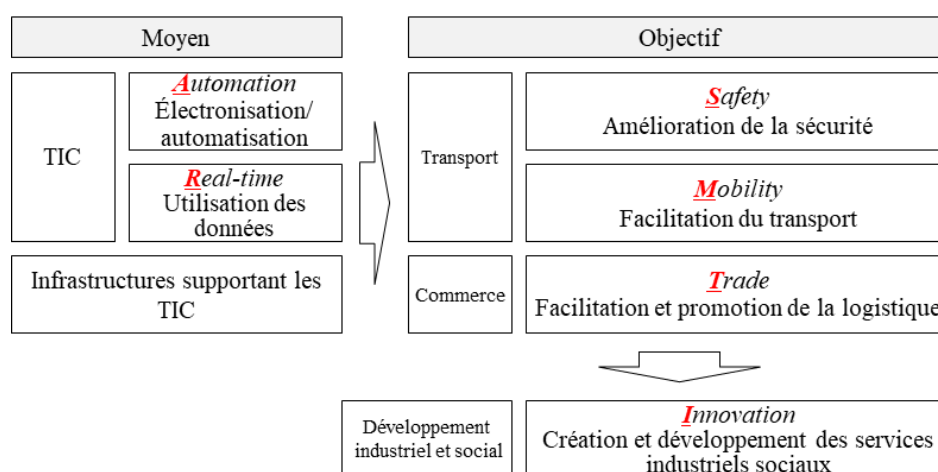 Moyen
Objectif
TIC
Automation
Électronisation/
automatisation
Real-time
Utilisation des
données
Infrastructures supportant les
TIC
Transport
Safety
Amélioration de la sécurité
Mobility
Facilitation du transport
Commerce
Trade
Facilitation et promotion de la logistique
Développement
industriel et social
Innovation
Création et développement des services
industriels sociaux